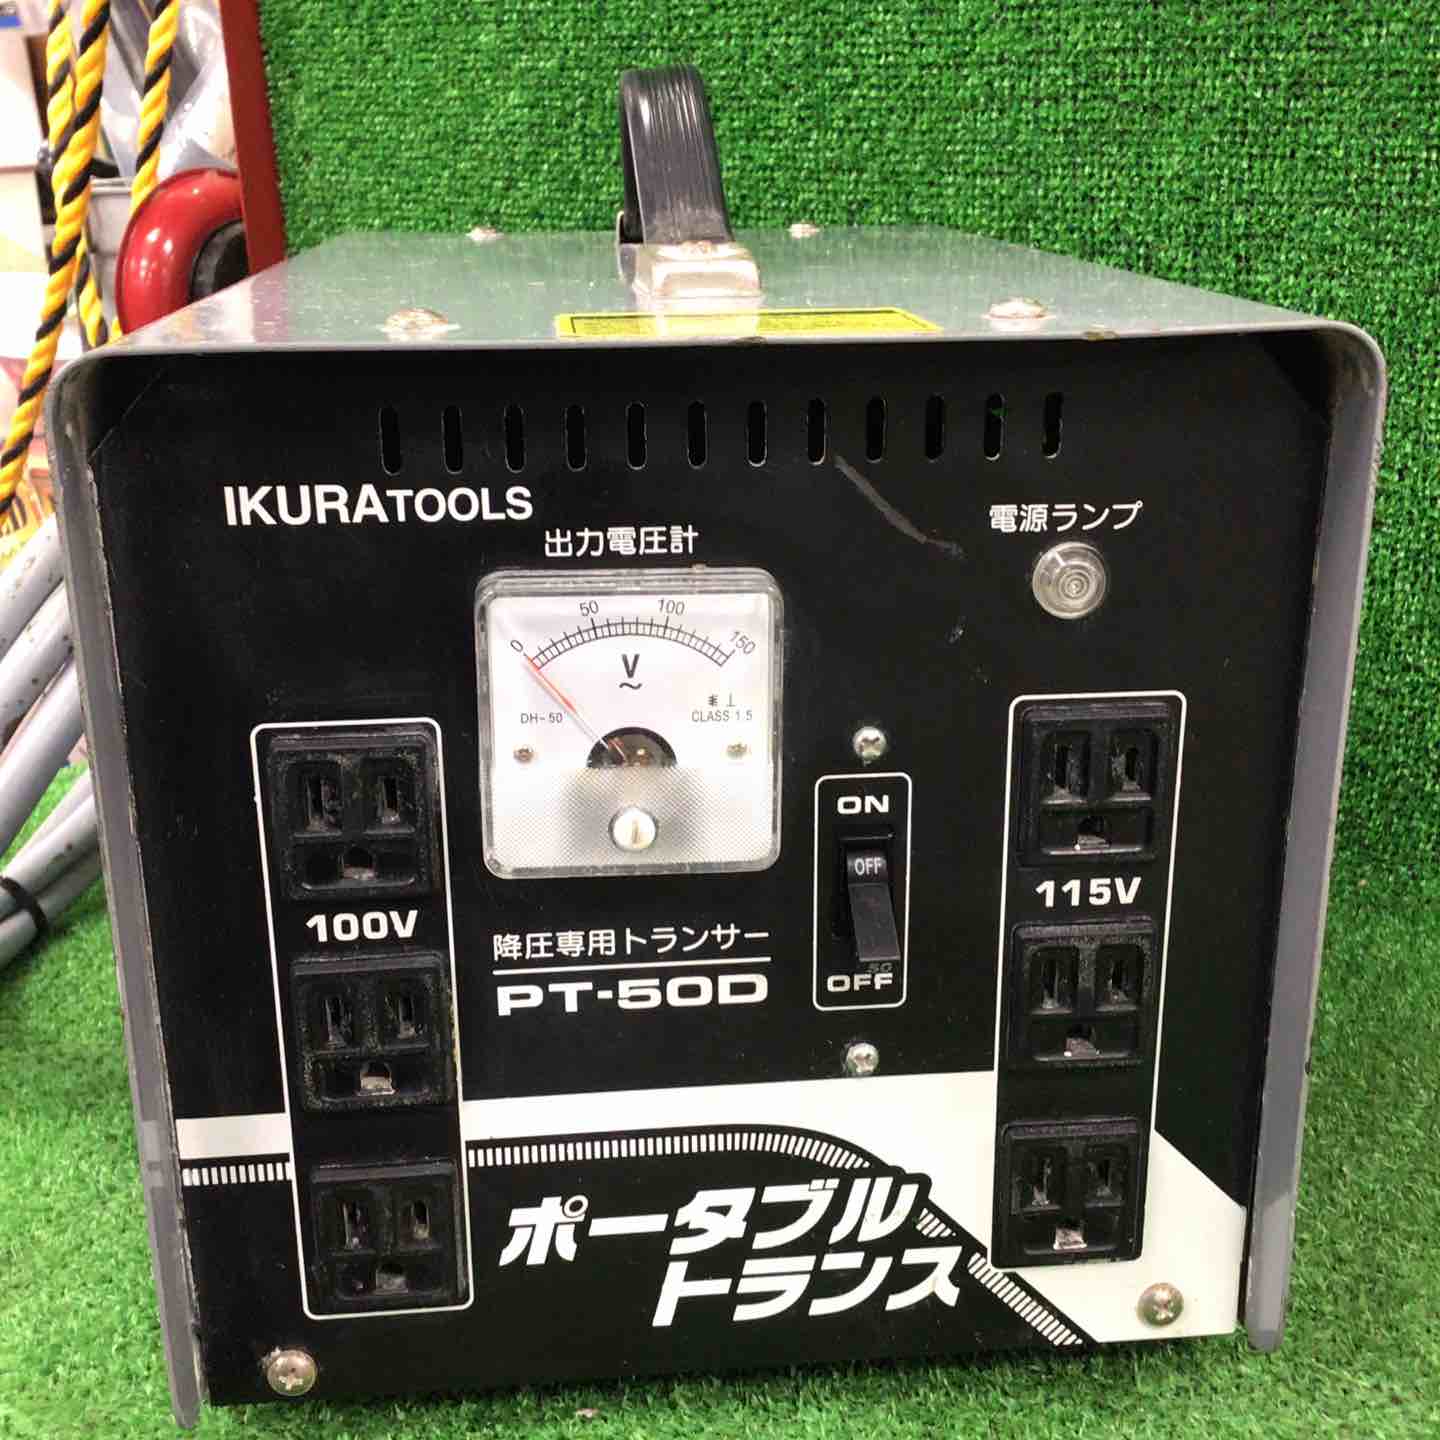 IKURATOOLS
電源ランプ
出力電圧計
0 50 100 150
V
DH-50
CLASS 1.5
ON
OFF
OFF
100V
115V
降圧専用トランサー
PT-50D
ポータブル
トランス